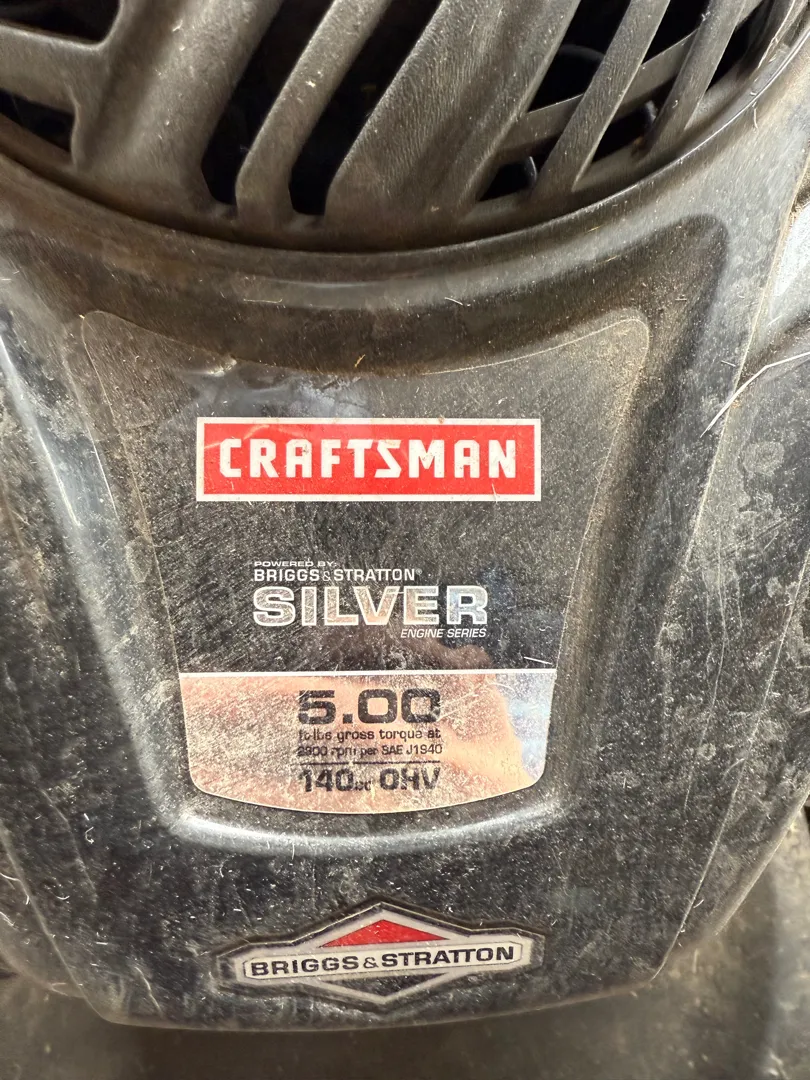 CRAFTSMAN
POWERED BY:
BRIGGS & STRATTON®
SILVER
ENGINE SERIES
5.00
ft-lbs gross torque at
2900 rpm per SAE J1940
140cc OHV
BRIGGS & STRATTON